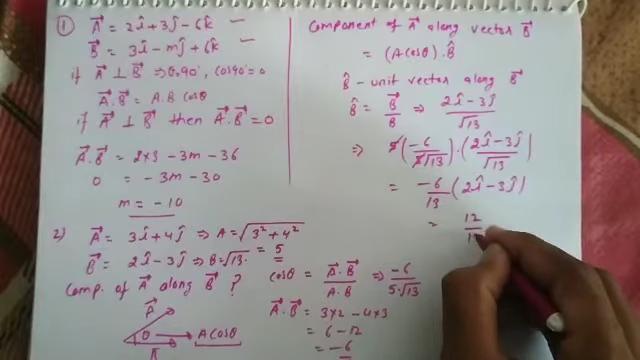 1) A⃗ = 2î + 3ĵ - 6k̂
B⃗ = 3î - mĵ + 6k̂
if A⃗ ⊥ B⃗ ⇒ θ=90°, cos90°=0
A⃗.B⃗ = A.B cosθ
if A⃗ ⊥ B⃗ then A⃗.B⃗ = 0
A⃗.B⃗ = 2×3 - 3m - 36
0 = -3m - 30
m = -10
2) A⃗ = 3î + 4ĵ ⇒ A = √(3² + 4²)
= 5
B⃗ = 2î - 3ĵ ⇒ B = √13.
Comp. of A⃗ along B⃗ ?
A⃗
θ
A cosθ
B⃗
Component of A⃗ along vector B⃗
= (A cosθ).B̂
B̂ - unit vector along B⃗
B̂ = B⃗/B ⇒ (2î - 3ĵ)/√13
⇒ 5(-6/5√13).((2î - 3ĵ)/√13)
= -6/13 (2î - 3ĵ)
= 12/1
cosθ = A⃗.B⃗/A.B ⇒ -6/5.√13
A⃗.B⃗ = 3×2 - 4×3
= 6 - 12
= -6